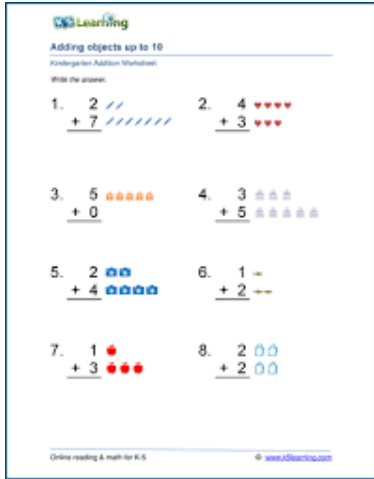 K5 Learning
Adding objects up to 10
Kindergarten Addition Worksheet
Write the answer.
1. 2
+ 7
2. 4
+ 3
3. 5
+ 0
4. 3
+ 5
5. 2
+ 4
6. 1
+ 2
7. 1
+ 3
8. 2
+ 2
Online reading & math for K-5
© www.k5learning.com